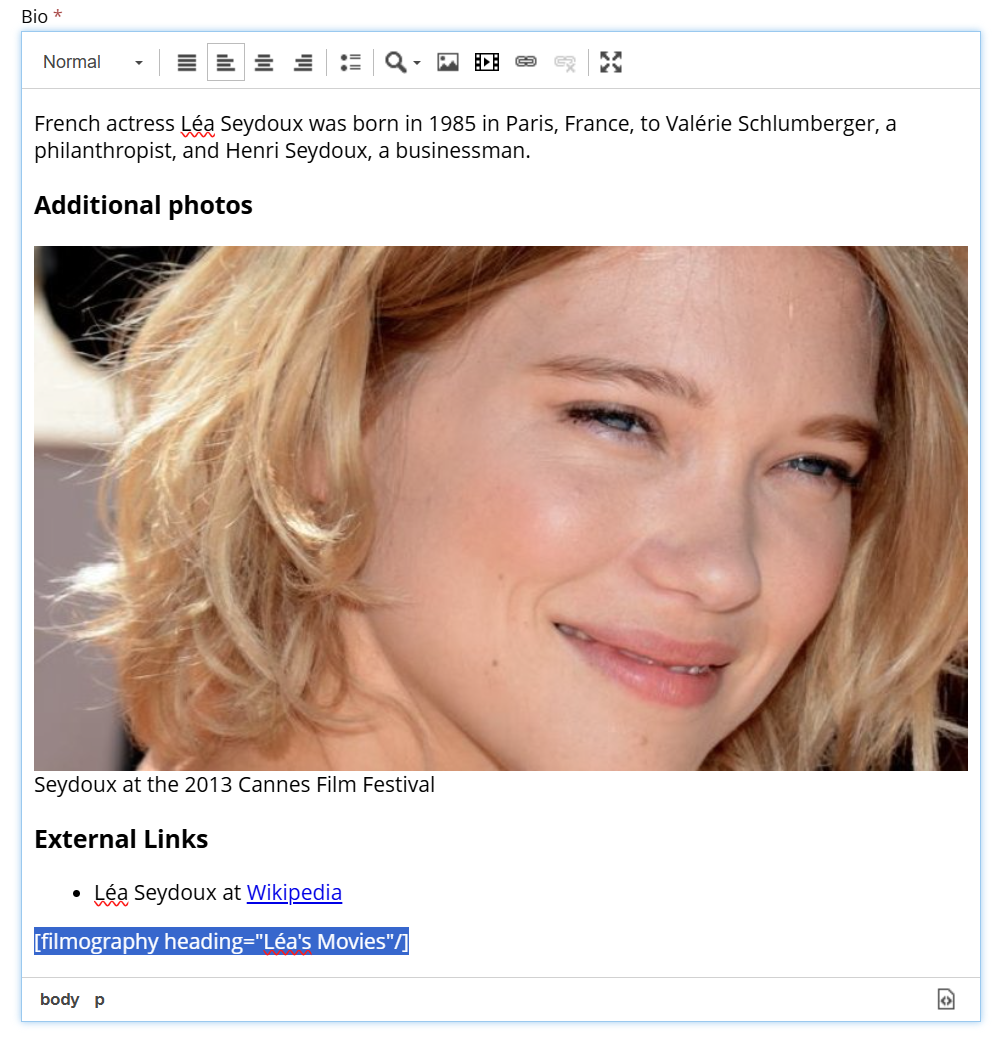 Bio *
Normal
French actress Léa Seydoux was born in 1985 in Paris, France, to Valérie Schlumberger, a
philanthropist, and Henri Seydoux, a businessman.
Additional photos
Seydoux at the 2013 Cannes Film Festival
External Links
• Léa Seydoux at Wikipedia
[filmography heading="Léa's Movies"/]
body p